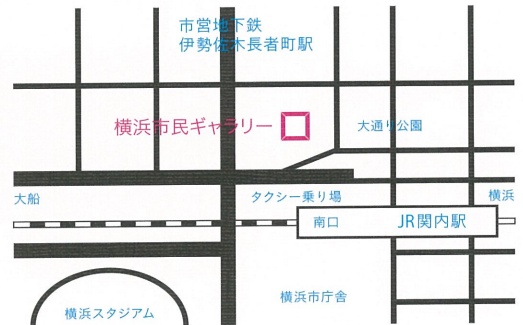 市営地下鉄
伊勢佐木長者町駅
横浜市民ギャラリー
大通り公園
大船
タクシー乗り場
横浜
南口
JR関内駅
横浜市庁舎
横浜スタジアム